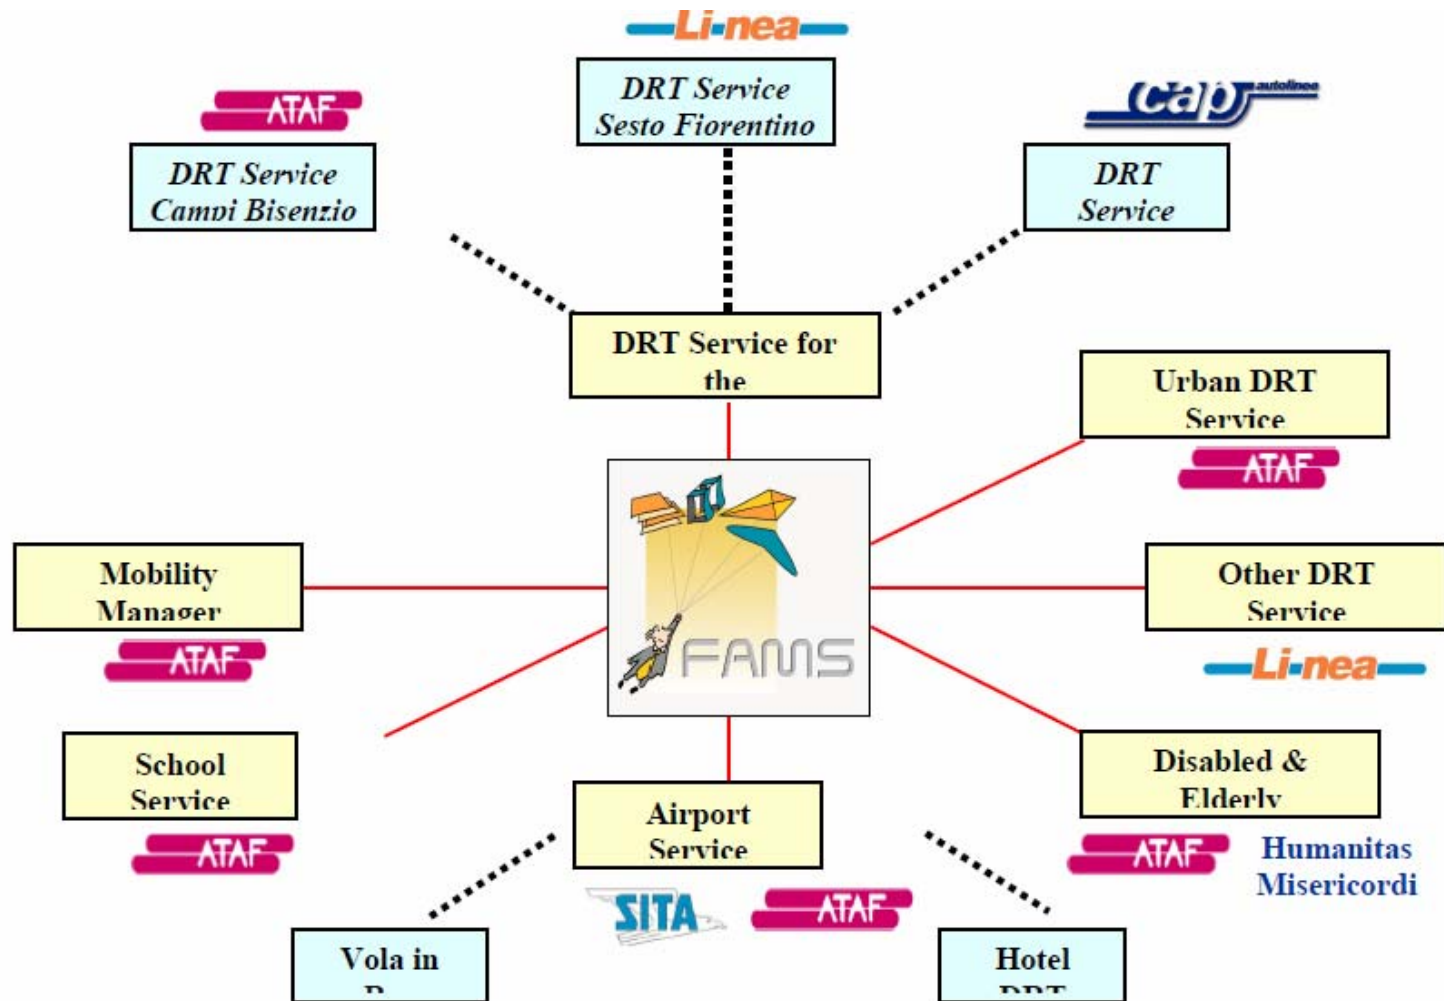 Li-nea
DRT Service
Sesto Fiorentino
cap autolinee
ATAF
DRT Service
Campi Bisenzio
DRT
Service
DRT Service for
the
Urban DRT
Service
ATAF
Mobility
Manager
ATAF
FAMS
Other DRT
Service
Li-nea
School
Service
ATAF
Airport
Service
SITA
ATAF
Disabled &
Elderly
ATAF
Humanitas
Misericordi
Vola in
Hotel
DRT